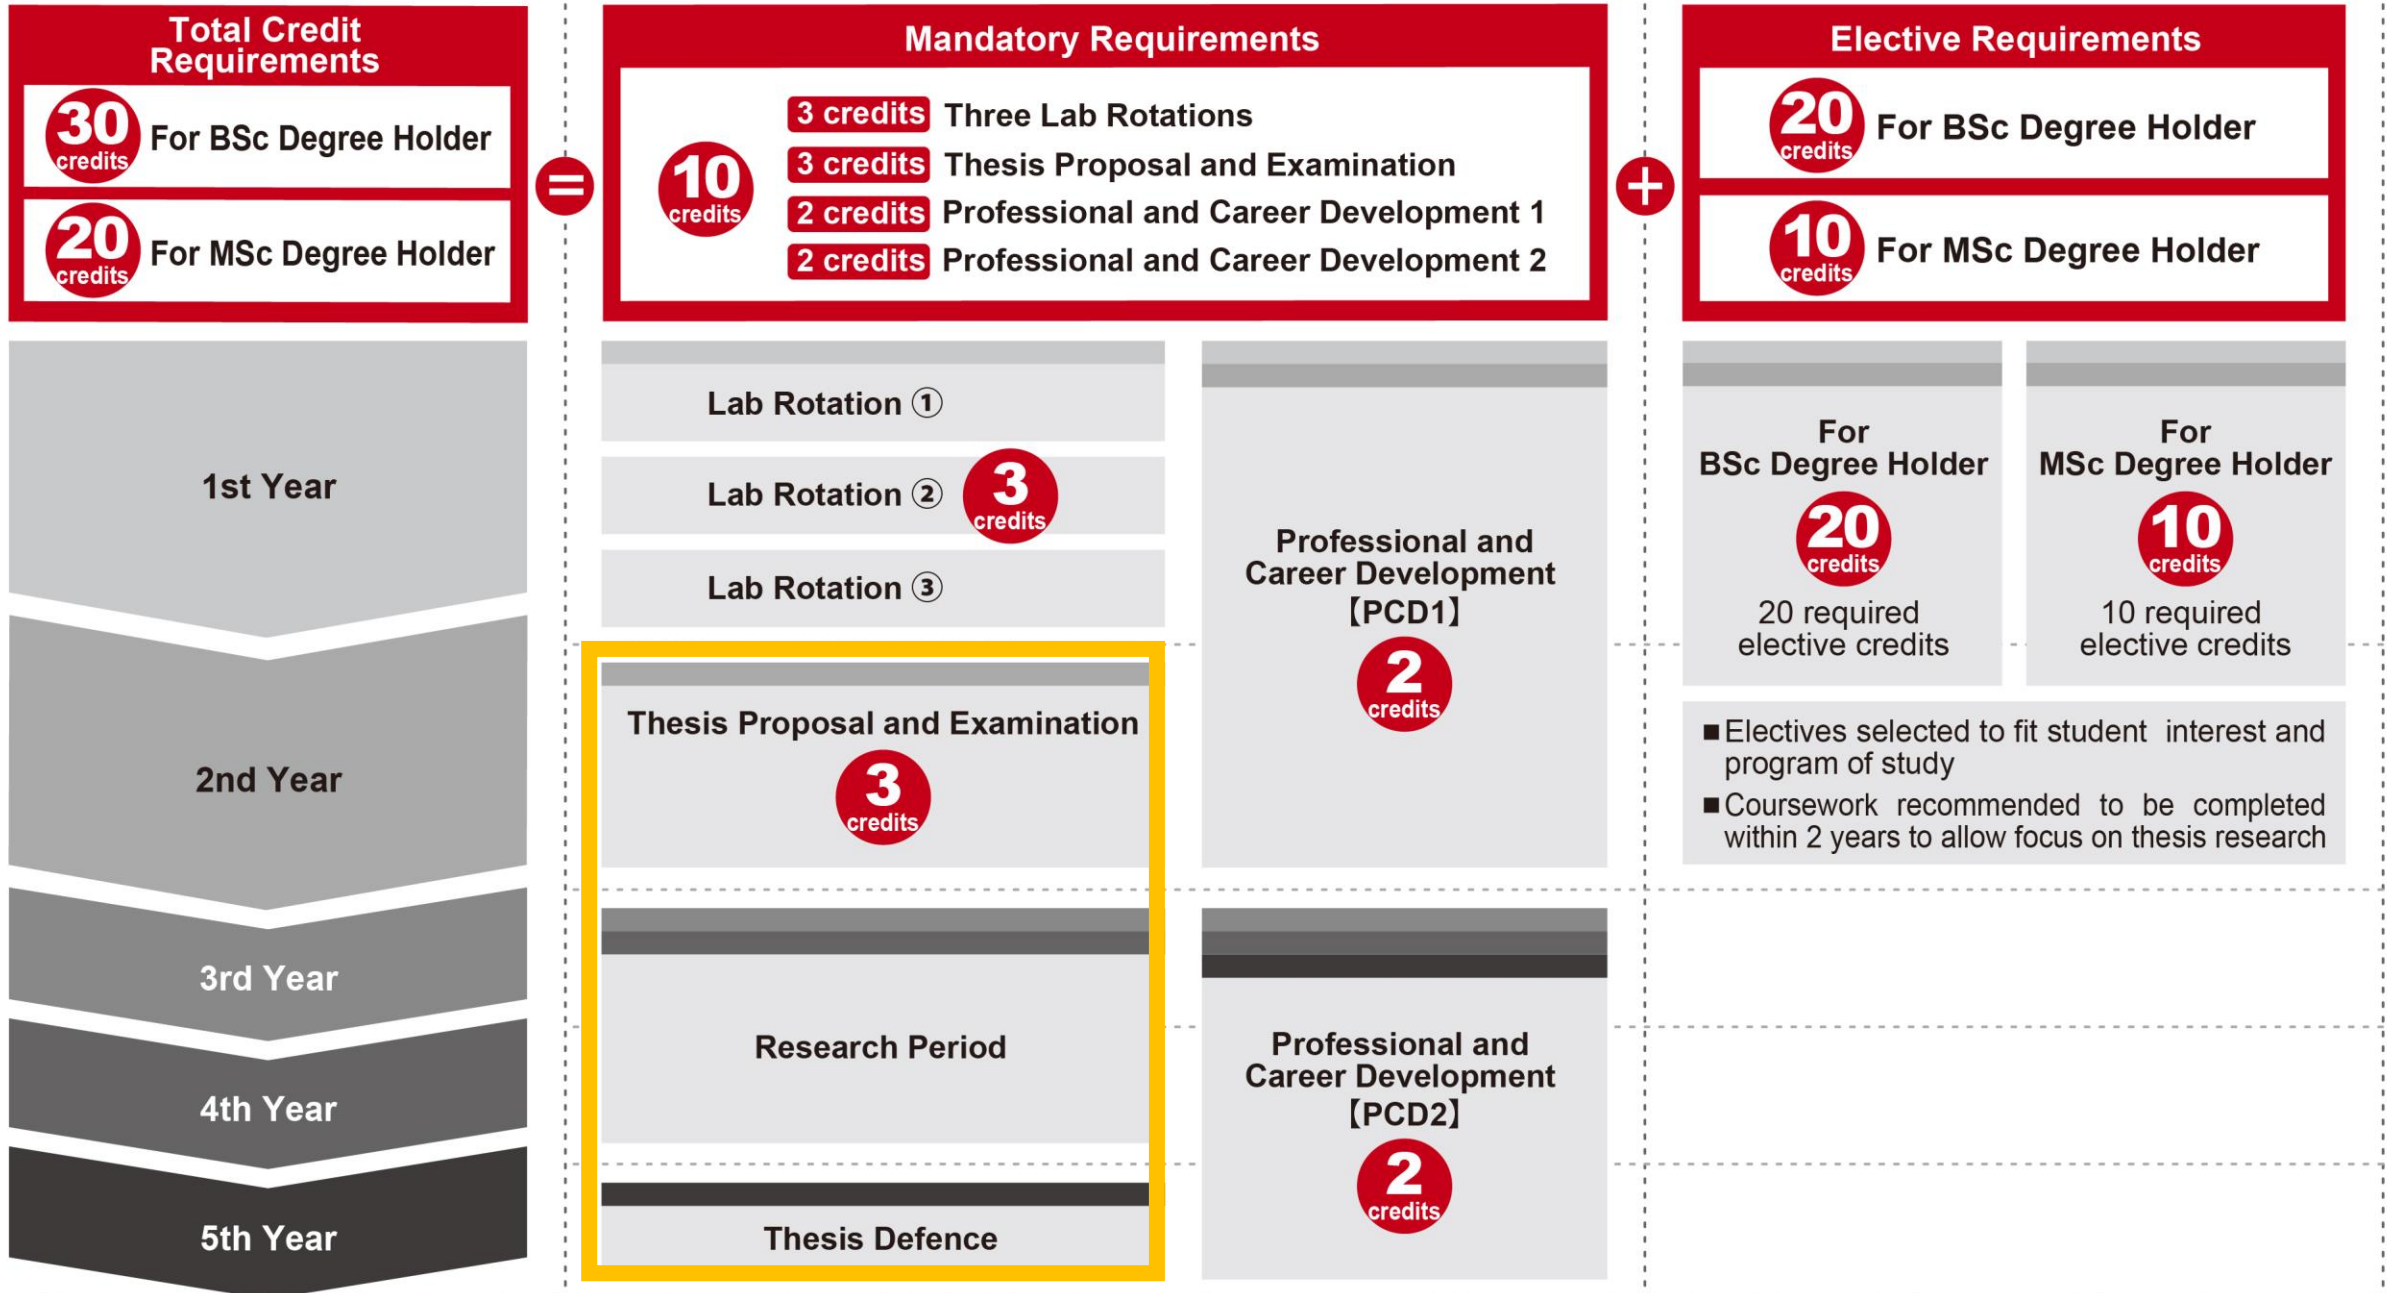 Total Credit
Requirements
30
credits
For BSc Degree Holder
20
credits
For MSc Degree Holder
=
Mandatory Requirements
10
credits
3 credits Three Lab Rotations
3 credits Thesis Proposal and Examination
2 credits Professional and Career Development 1
2 credits Professional and Career Development 2
+
Elective Requirements
20
credits
For BSc Degree Holder
10
credits
For MSc Degree Holder
1st Year
2nd Year
3rd Year
4th Year
5th Year
Lab Rotation ①
Lab Rotation ②
3
credits
Lab Rotation ③
Thesis Proposal and Examination
3
credits
Research Period
Thesis Defence
Professional and
Career Development
【PCD1】
2
credits
Professional and
Career Development
【PCD2】
2
credits
For
BSc Degree Holder
20
credits
20 required
elective credits
For
MSc Degree Holder
10
credits
10 required
elective credits
■ Electives selected to fit student interest and
program of study
■ Coursework recommended to be completed
within 2 years to allow focus on thesis research